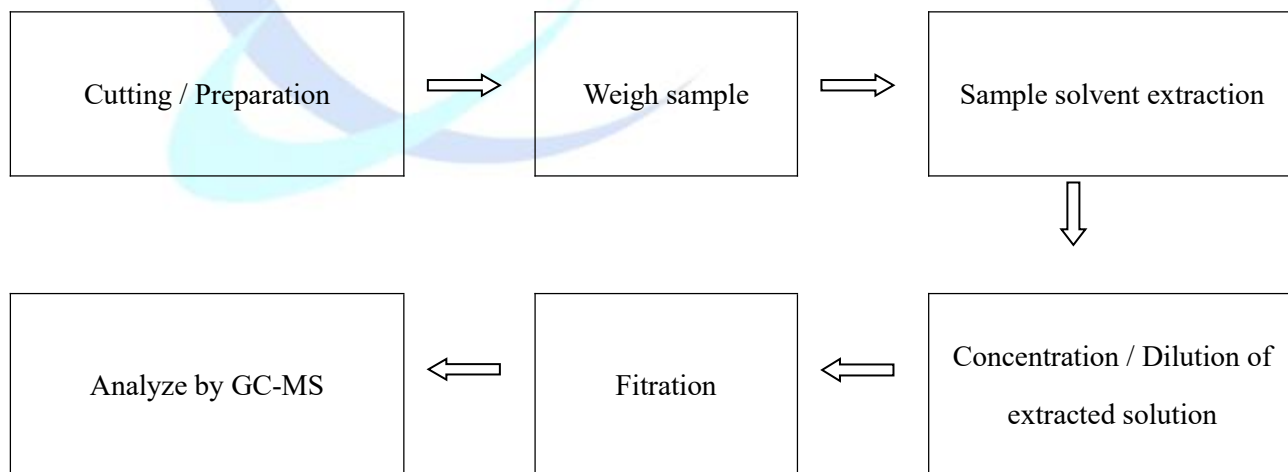 Cutting / Preparation
Weigh sample
Sample solvent extraction
Concentration / Dilution of
extracted solution
Fitration
Analyze by GC-MS